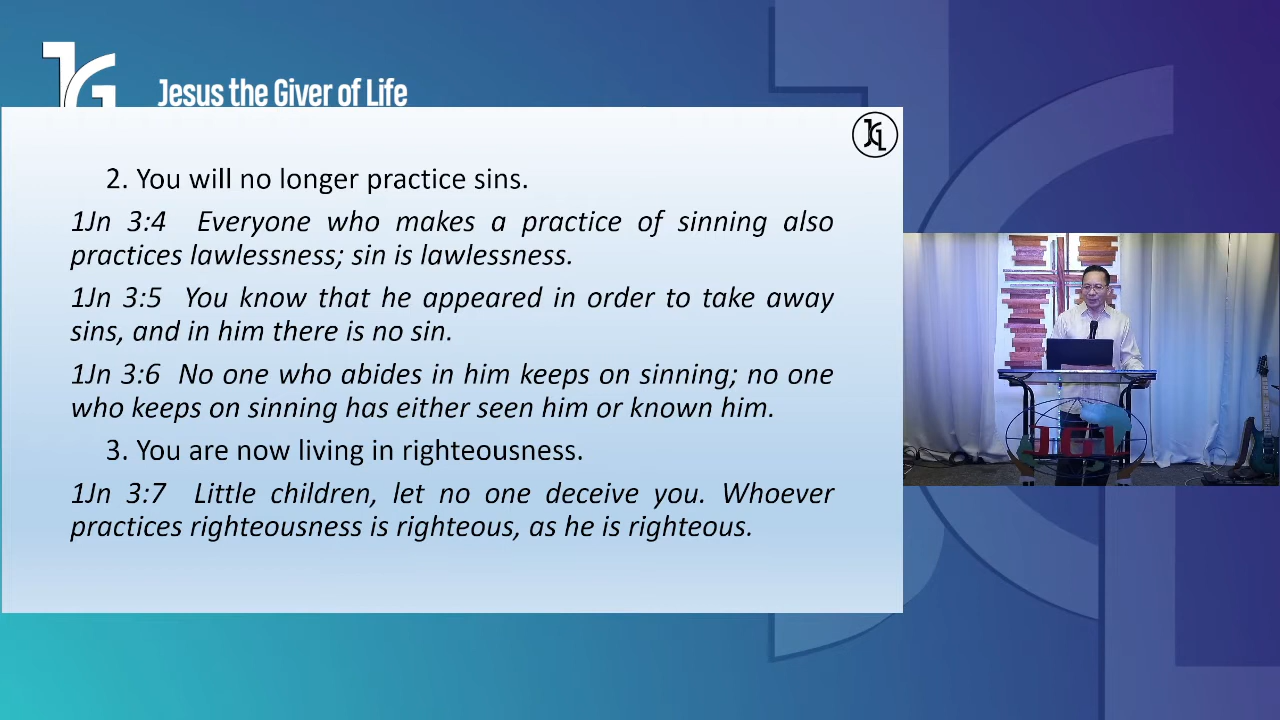 Jesus the Giver of Life
2. You will no longer practice sins.
1Jn 3:4 Everyone who makes a practice of sinning also
practices lawlessness; sin is lawlessness.
1Jn 3:5 You know that he appeared in order to take away
sins, and in him there is no sin.
1Jn 3:6 No one who abides in him keeps on sinning; no one
who keeps on sinning has either seen him or known him.
3. You are now living in righteousness.
1Jn 3:7 Little children, let no one deceive you. Whoever
practices righteousness is righteous, as he is righteous.
JGL